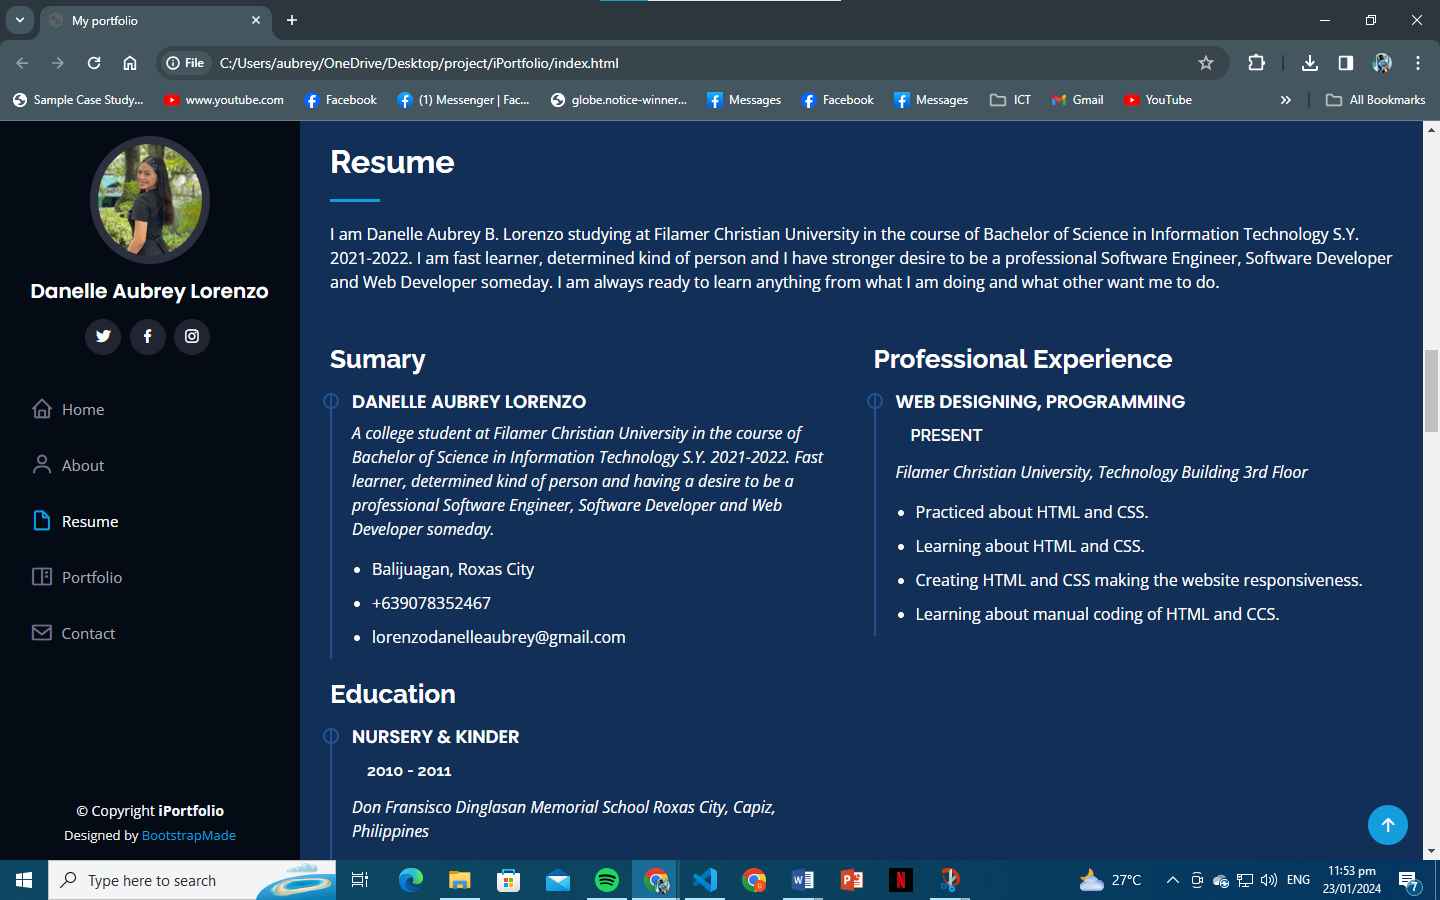 My portfolio
File
C:/Users/aubrey/OneDrive/Desktop/project/iPortfolio/index.html
Sample Case Study...
www.youtube.com
Facebook
(1) Messenger | Fac...
globe.notice-winner...
Messages
Facebook
Messages
ICT
Gmail
YouTube
All Bookmarks
Danelle Aubrey Lorenzo
Home
About
Resume
Portfolio
Contact
© Copyright iPortfolio
Designed by BootstrapMade
Resume
I am Danelle Aubrey B. Lorenzo studying at Filamer Christian University in the course of Bachelor of Science in Information Technology S.Y.
2021-2022. I am fast learner, determined kind of person and I have stronger desire to be a professional Software Engineer, Software Developer
and Web Developer someday. I am always ready to learn anything from what I am doing and what other want me to do.
Sumary
DANELLE AUBREY LORENZO
A college student at Filamer Christian University in the course of
Bachelor of Science in Information Technology S.Y. 2021-2022. Fast
learner, determined kind of person and having a desire to be a
professional Software Engineer, Software Developer and Web
Developer someday.
Balijuagan, Roxas City
+639078352467
lorenzodanelleaubrey@gmail.com
Education
NURSERY & KINDER
2010 - 2011
Don Fransisco Dinglasan Memorial School Roxas City, Capiz,
Philippines
Professional Experience
WEB DESIGNING, PROGRAMMING
PRESENT
Filamer Christian University, Technology Building 3rd Floor
Practiced about HTML and CSS.
Learning about HTML and CSS.
Creating HTML and CSS making the website responsiveness.
Learning about manual coding of HTML and CCS.
Type here to search
27°C
ENG
11:53 pm
23/01/2024
7